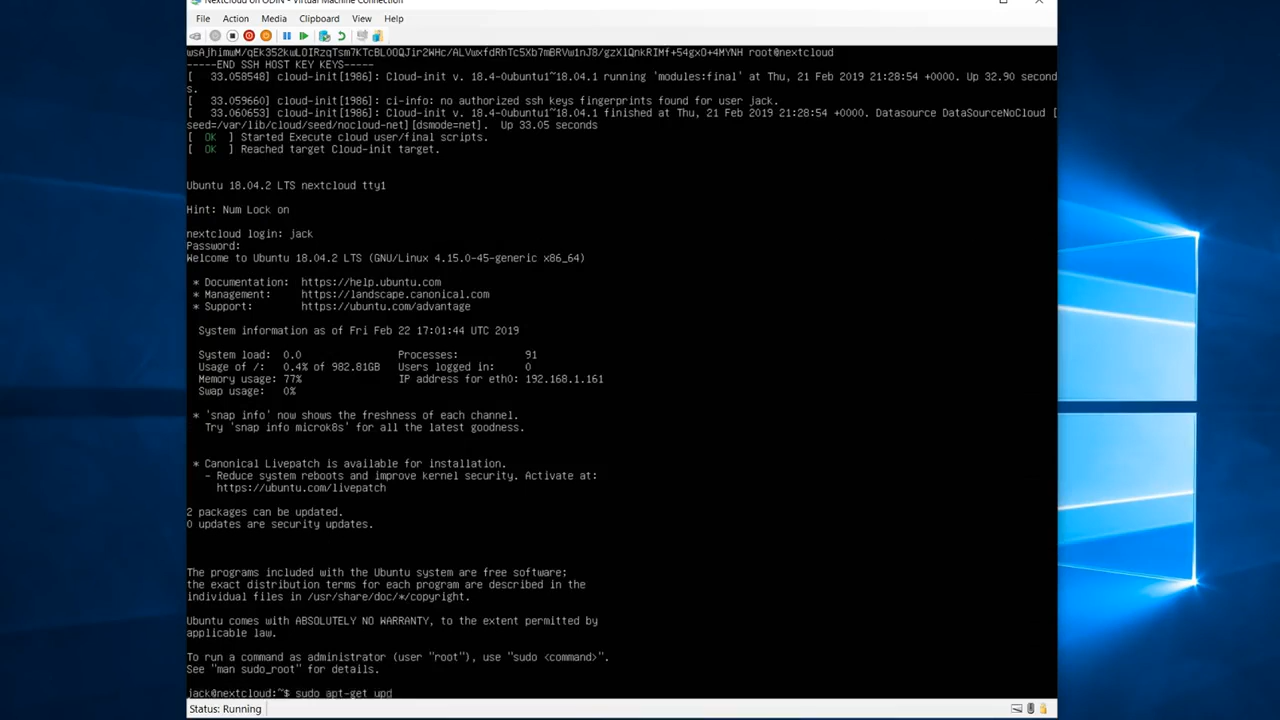 Nextcloud on ODIN - Virtual Machine Connection
File Action Media Clipboard View Help
-----END SSH HOST KEY KEYS-----
[ 33.058548] cloud-init[1986]: Cloud-init v. 18.4-0ubuntu1~18.04.1 running 'modules:final' at Thu, 21 Feb 2019 21:28:54 +0000. Up 32.90 second
s.
[ 33.059660] cloud-init[1986]: ci-info: no authorized ssh keys fingerprints found for user jack.
[ 33.060653] cloud-init[1986]: Cloud-init v. 18.4-0ubuntu1~18.04.1 finished at Thu, 21 Feb 2019 21:28:54 +0000. Datasource DataSourceNoCloud [
seed=/var/lib/cloud/seed/nocloud-net][dsmode=net]. Up 33.05 seconds
[ OK ] Started Execute cloud user/final scripts.
[ OK ] Reached target Cloud-init target.
Ubuntu 18.04.2 LTS nextcloud tty1
Hint: Num Lock on
nextcloud login: jack
Password:
Welcome to Ubuntu 18.04.2 LTS (GNU/Linux 4.15.0-45-generic x86_64)
* Documentation: https://help.ubuntu.com
* Management: https://landscape.canonical.com
* Support: https://ubuntu.com/advantage
System information as of Fri Feb 22 17:01:44 UTC 2019
System load: 0.0 Processes: 91
Usage of /: 0.4% of 982.81GB Users logged in: 0
Memory usage: 77% IP address for eth0: 192.168.1.161
Swap usage: 0%
* 'snap info' now shows the freshness of each channel.
Try 'snap info microk8s' for all the latest goodness.
* Canonical Livepatch is available for installation.
- Reduce system reboots and improve kernel security. Activate at:
https://ubuntu.com/livepatch
2 packages can be updated.
0 updates are security updates.
The programs included with the Ubuntu system are free software;
the exact distribution terms for each program are described in the
individual files in /usr/share/doc/*/copyright.
Ubuntu comes with ABSOLUTELY NO WARRANTY, to the extent permitted by
applicable law.
To run a command as administrator (user "root"), use "sudo <command>".
See "man sudo_root" for details.
jack@nextcloud:~$ sudo apt-get upd
Status: Running